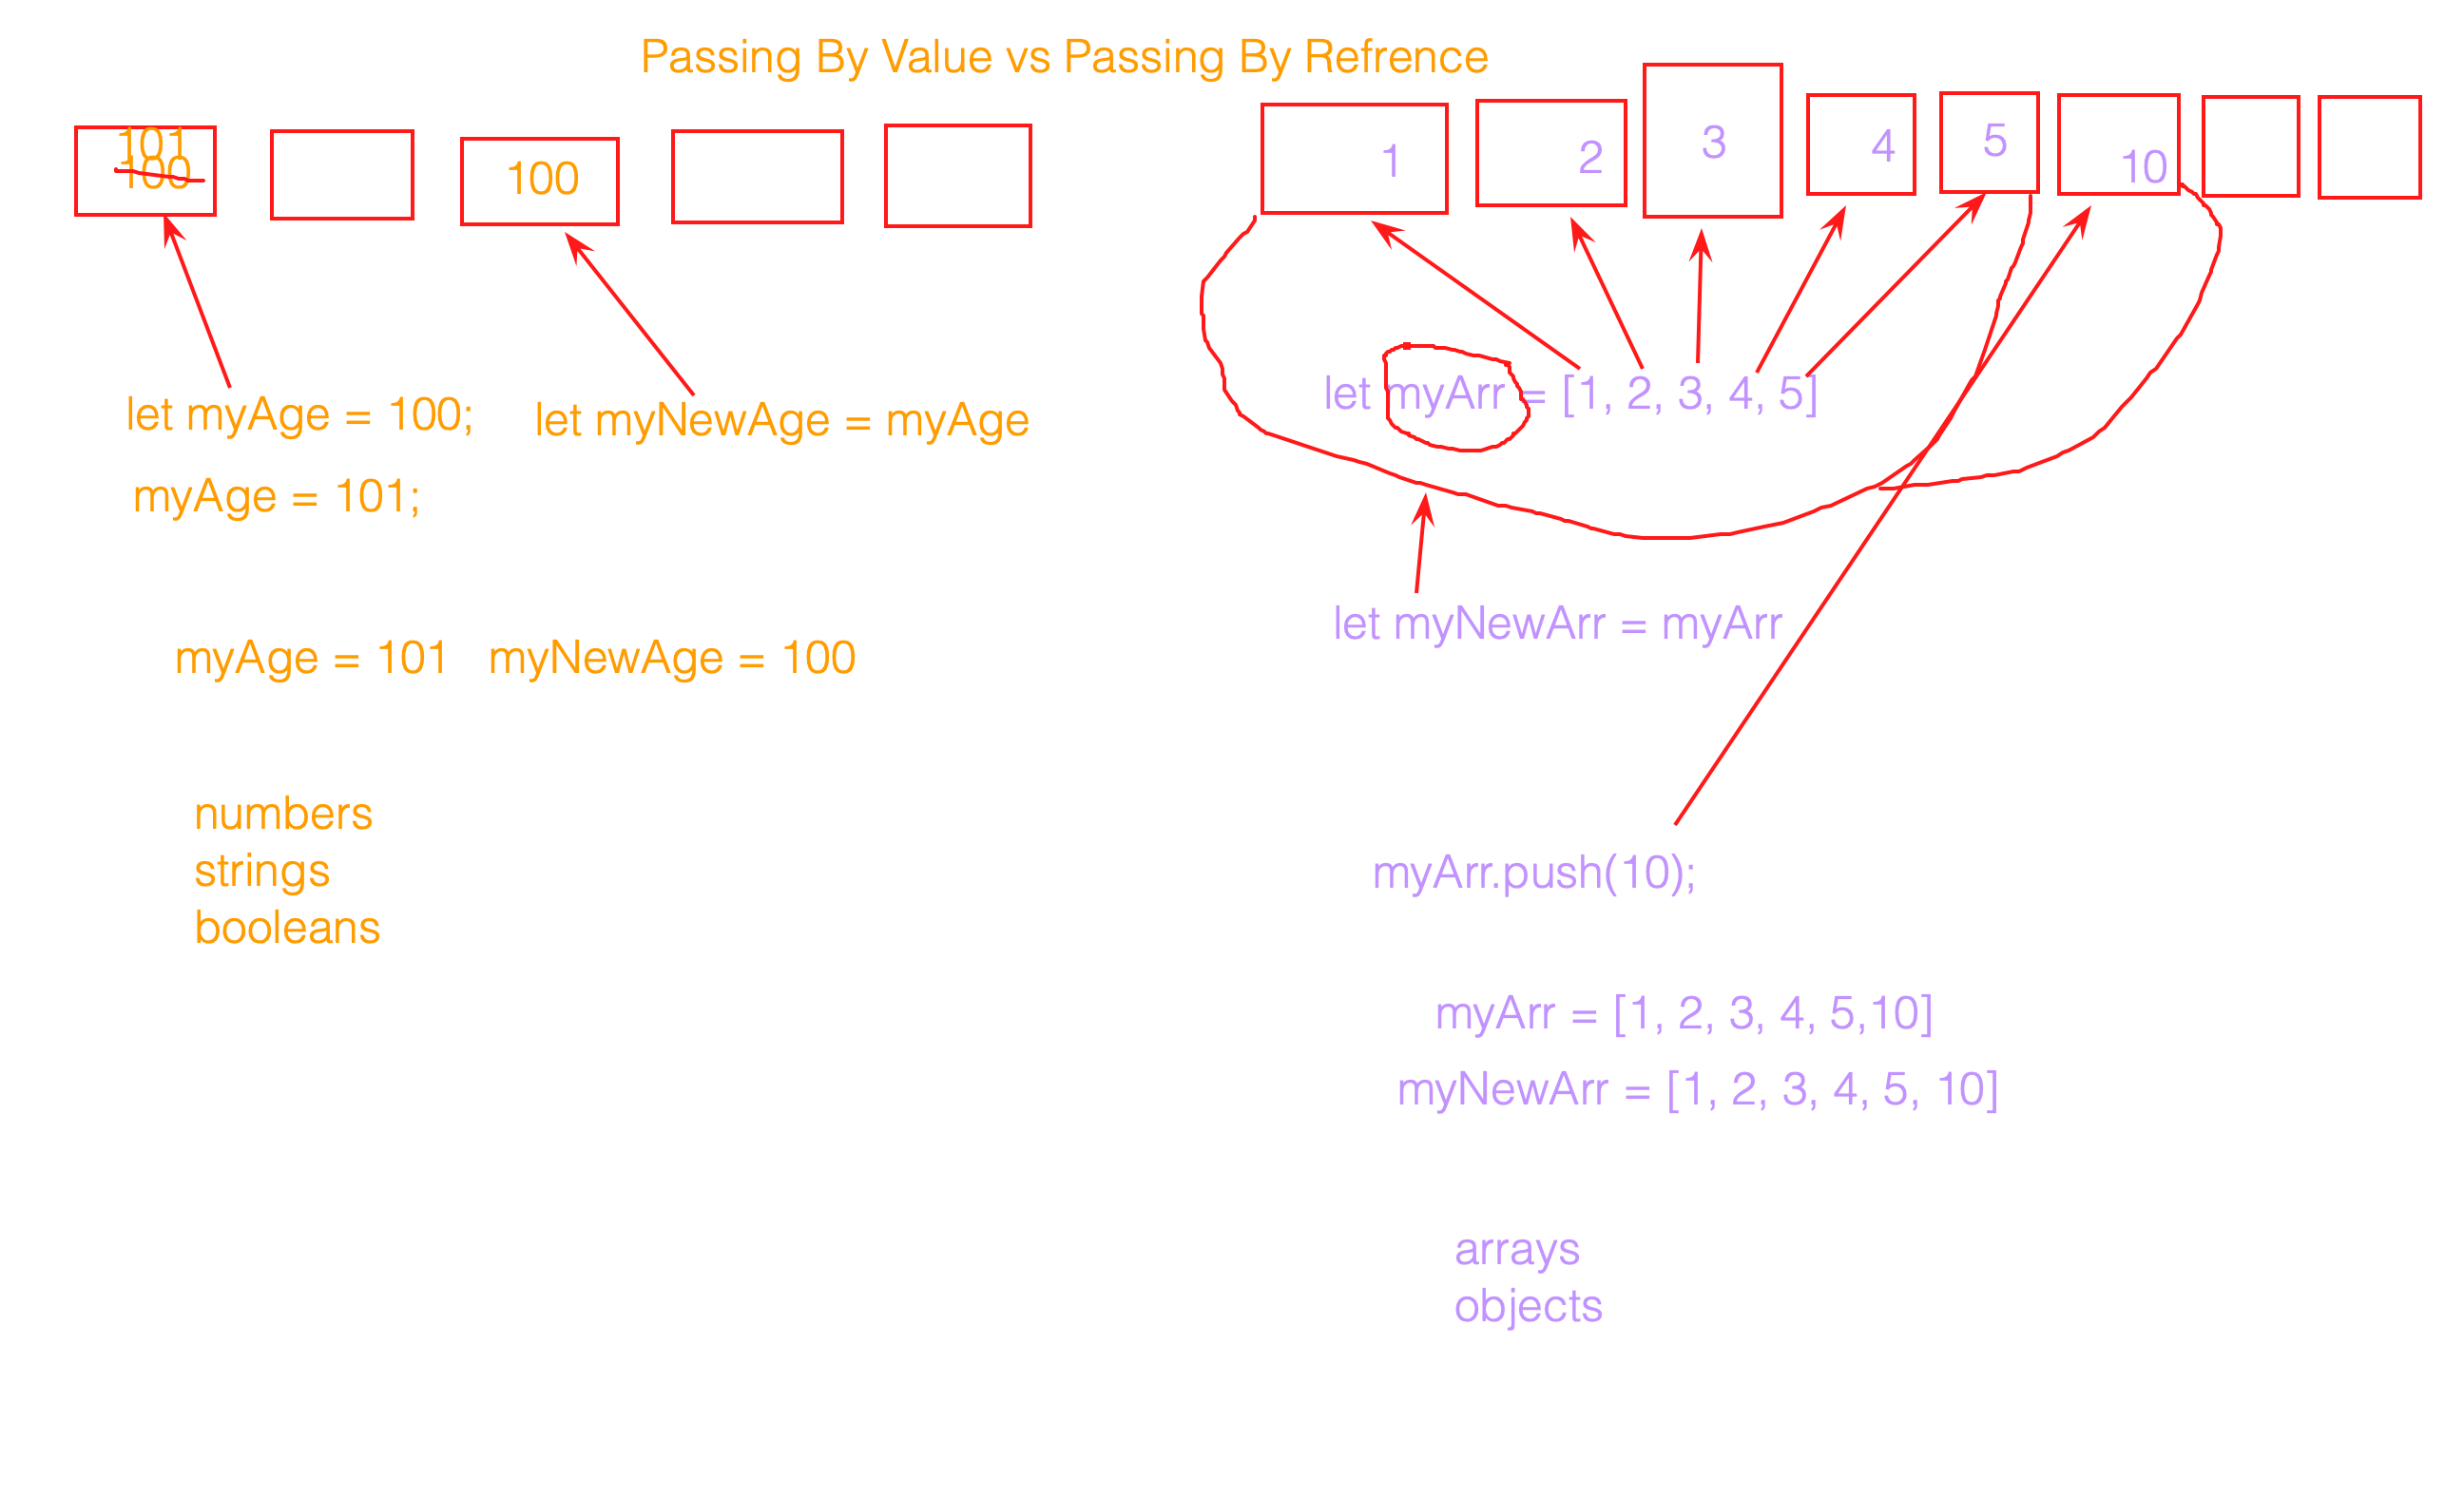 Passing By Value vs Passing By Refrence
101
100
100
1
2
3
4
5
10
let myAge = 100;
let myNewAge = myAge
myAge = 101;
myAge = 101
myNewAge = 100
numbers
strings
booleans
let myArr = [1, 2, 3, 4, 5]
let myNewArr = myArr
myArr.push(10);
myArr = [1, 2, 3, 4, 5,10]
myNewArr = [1, 2, 3, 4, 5, 10]
arrays
objects